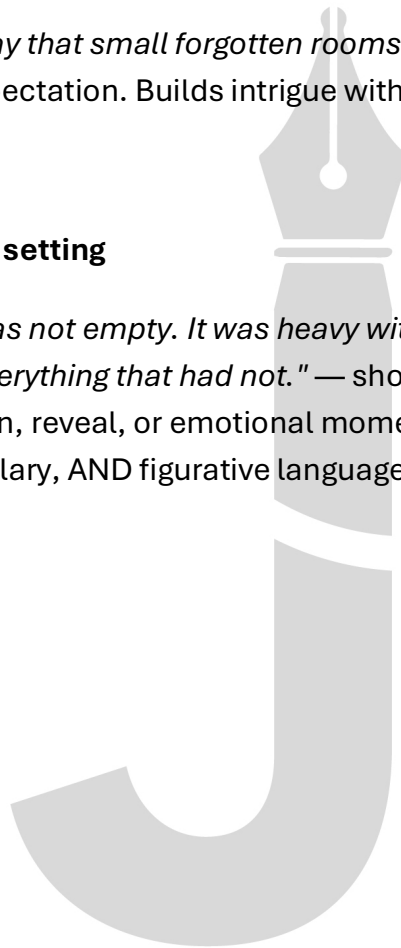 ny that small forgotten rooms
ectation. Builds intrigue with
setting
as not empty. It was heavy wit
erything that had not." — sho
n, reveal, or emotional mome
lary, AND figurative language